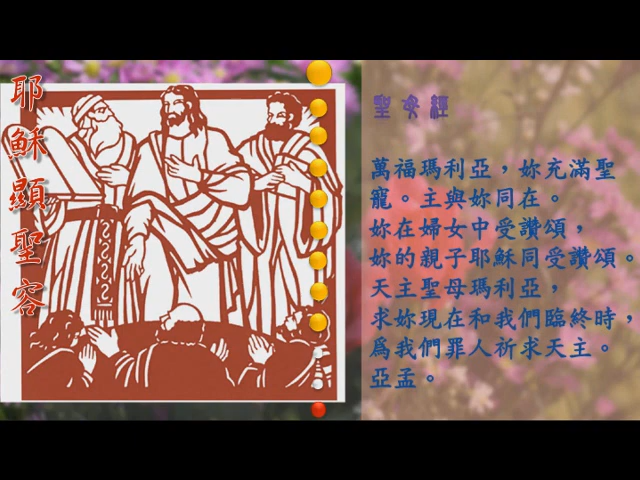 耶穌顯聖容
聖母經
萬福瑪利亞，妳充滿聖
寵。主與妳同在。
妳在婦女中受讚頌，
妳的親子耶穌同受讚頌。
天主聖母瑪利亞，
求妳現在和我們臨終時，
為我們罪人祈求天主。
亞孟。